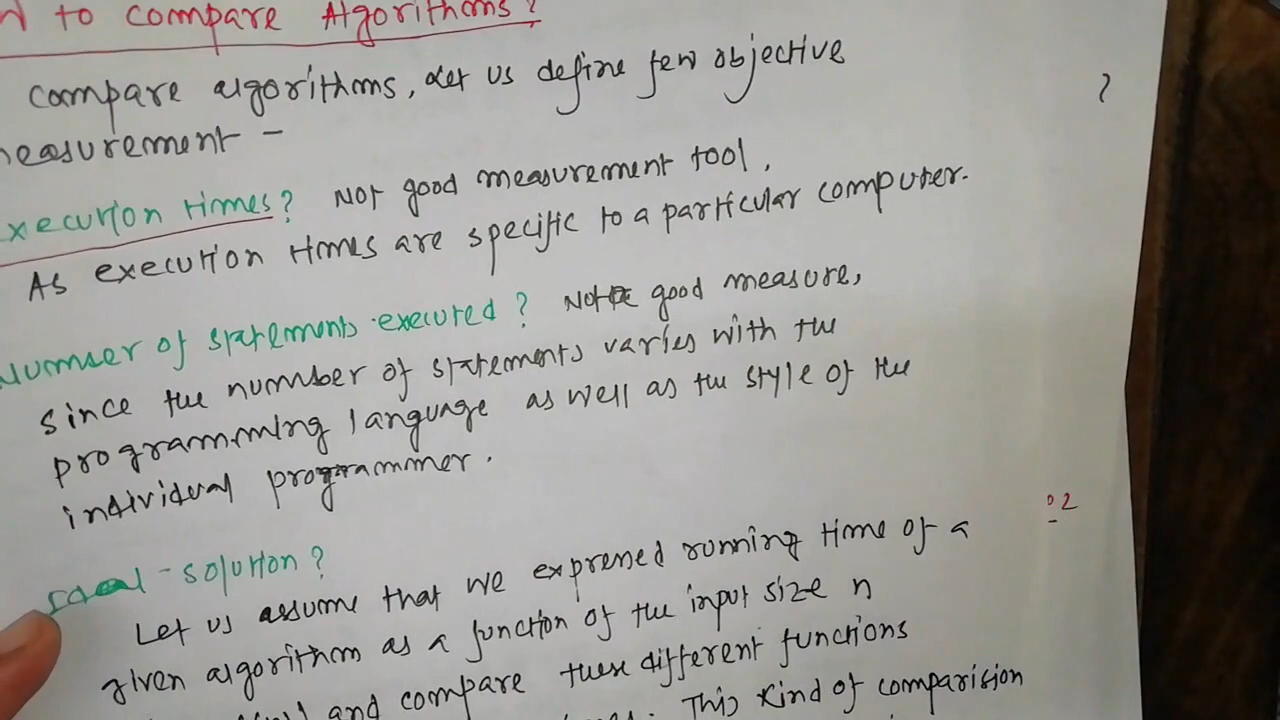 to compare Algorithms?
compare algorithms, Let us define few objective
measurement -
Execution times? Not good measurement tool,
As execution times are specific to a particular computer.
Number of statements executed? Not good measure,
since the number of statements varies with the
programming language as well as the style of the
individual programmer.
Ideal - solution?
02
Let us assume that we expressed running time of a
given algorithm as a function of the input size n
and compare these different functions
This kind of comparision